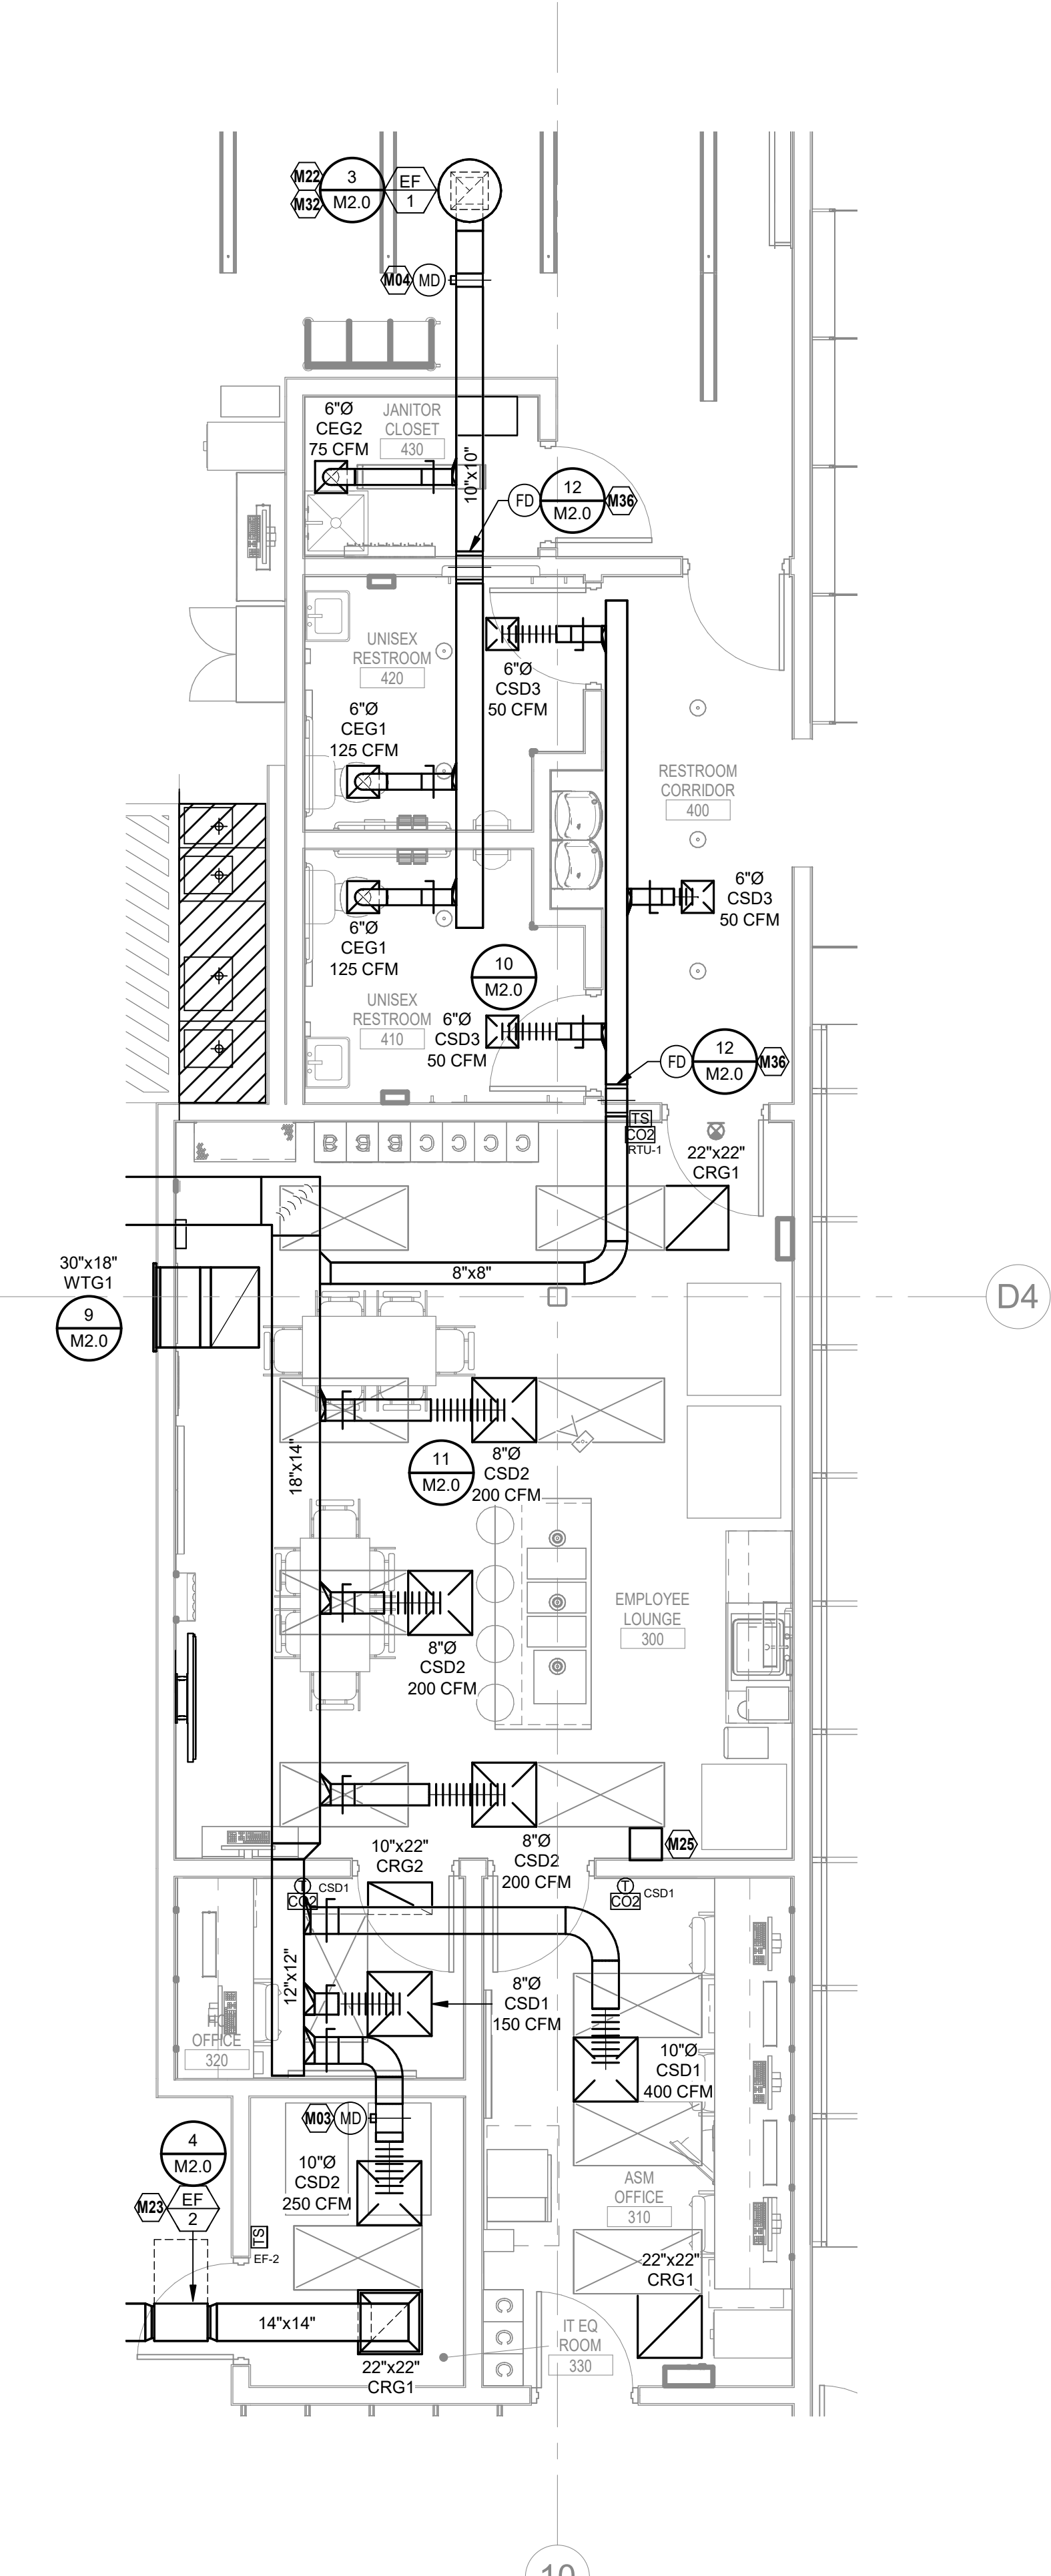 M22
M32
3
M2.0
EF
1
M04
MD
6"Ø
CEG2
75 CFM
JANITOR
CLOSET
430
10"x10"
FD
12
M2.0
M36
UNISEX
RESTROOM
420
6"Ø
CSD3
50 CFM
6"Ø
CEG1
125 CFM
RESTROOM
CORRIDOR
400
6"Ø
CSD3
50 CFM
6"Ø
CEG1
125 CFM
10
M2.0
UNISEX
RESTROOM
410
6"Ø
CSD3
50 CFM
FD
12
M2.0
M36
TS
CO2
RTU-1
B
B
B
C
C
C
C
C
22"x22"
CRG1
30"x18"
WTG1
9
M2.0
8"x8"
D4
18"x14"
11
M2.0
8"Ø
CSD2
200 CFM
EMPLOYEE
LOUNGE
300
8"Ø
CSD2
200 CFM
8"Ø
CSD2
200 CFM
M25
10"x22"
CRG2
T
CO2
CSD1
T
CO2
CSD1
12"x12"
8"Ø
CSD1
150 CFM
OFFICE
320
10"Ø
CSD1
400 CFM
M03
MD
4
M2.0
10"Ø
CSD2
250 CFM
ASM
OFFICE
310
M23
EF
2
TS
EF-2
22"x22"
CRG1
14"x14"
C
C
C
IT EQ
ROOM
330
22"x22"
CRG1
10